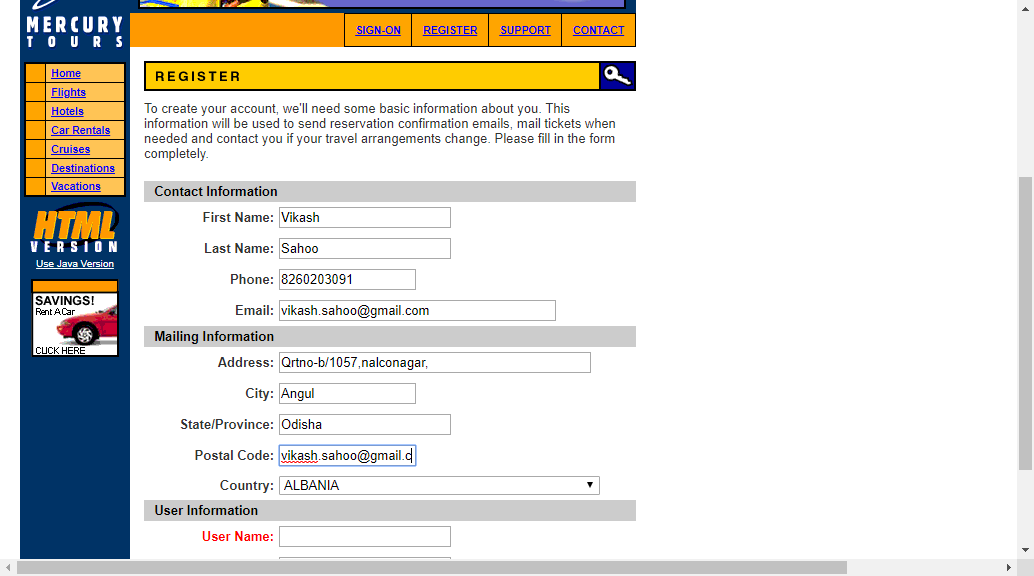 MERCURY
TOURS
SIGN-ON REGISTER SUPPORT CONTACT
Home
Flights
Hotels
Car Rentals
Cruises
Destinations
Vacations
HTML
VERSION
Use Java Version
SAVINGS!
Rent A Car
CLICK HERE
REGISTER
To create your account, we'll need some basic information about you. This
information will be used to send reservation confirmation emails, mail tickets when
needed and contact you if your travel arrangements change. Please fill in the form
completely.
Contact Information
First Name: Vikash
Last Name: Sahoo
Phone: 8260203091
Email: vikash.sahoo@gmail.com
Mailing Information
Address: Qrtno-b/1057,nalconagar,
City: Angul
State/Province: Odisha
Postal Code: vikash.sahoo@gmail.c
Country: ALBANIA
User Information
User Name: